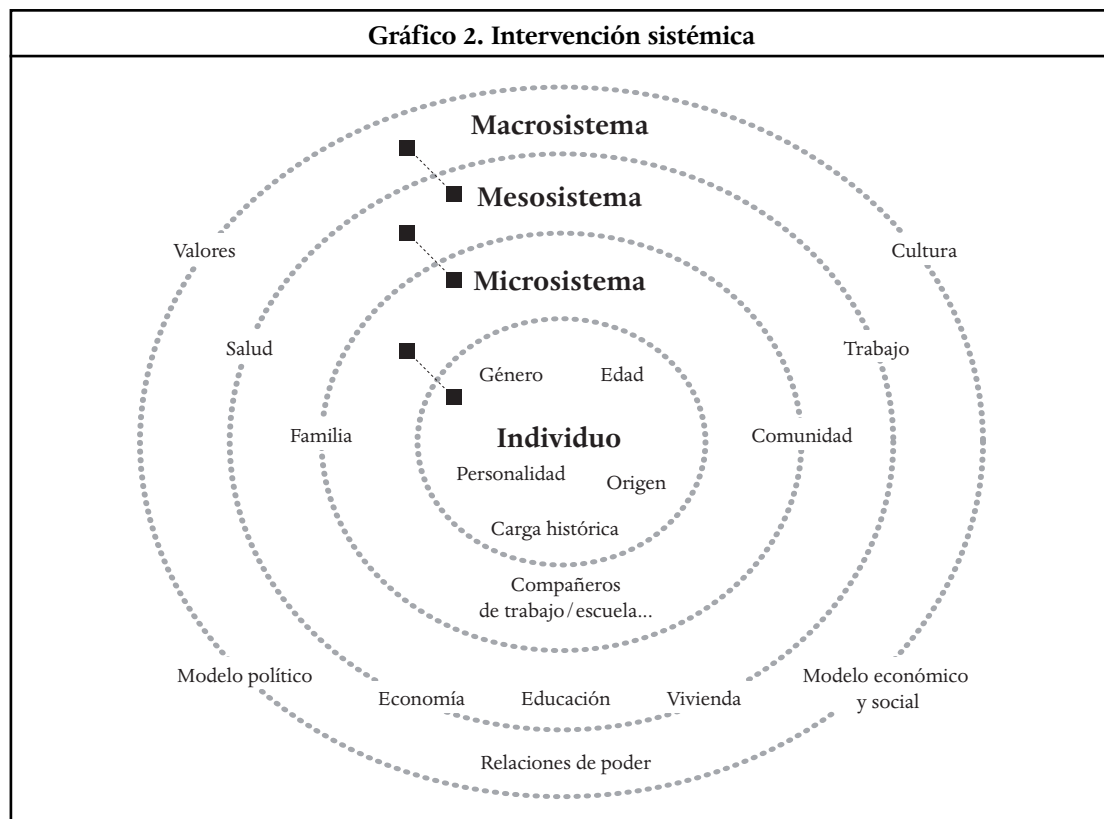 Gráfico 2. Intervención sistémica
Macrosistema
Mesosistema
Valores
Cultura
Microsistema
Salud
Trabajo
Género
Edad
Familia
Individuo
Comunidad
Personalidad
Origen
Carga histórica
Compañeros
de trabajo/escuela...
Modelo político
Modelo económico
y social
Economía
Educación
Vivienda
Relaciones de poder